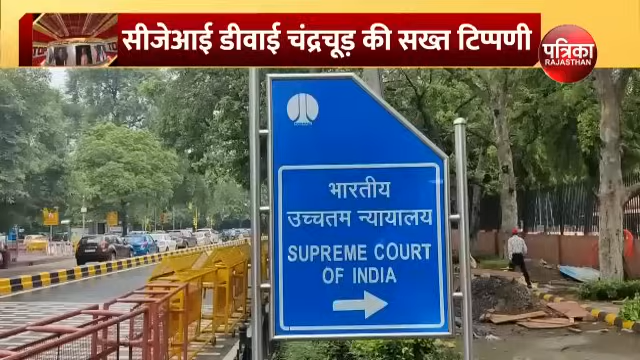 सीजेआई डीवाई चंद्रचूड़ की सख्त टिप्पणी
पत्रिका
RAJASTHAN
भारतीय
उच्चतम न्यायालय
SUPREME COURT
OF INDIA